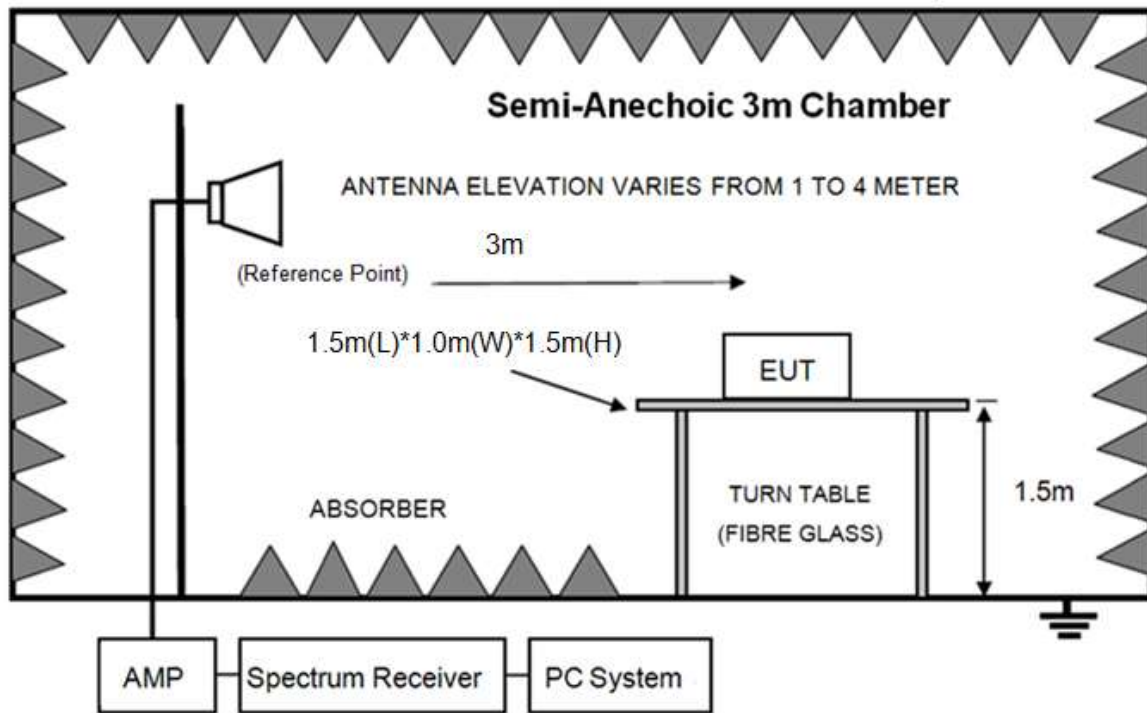 Semi-Anechoic 3m Chamber
ANTENNA ELEVATION VARIES FROM 1 TO 4 METER
3m
(Reference Point)
1.5m(L)*1.0m(W)*1.5m(H)
EUT
ABSORBER
TURN TABLE
(FIBRE GLASS)
1.5m
AMP
Spectrum Receiver
PC System